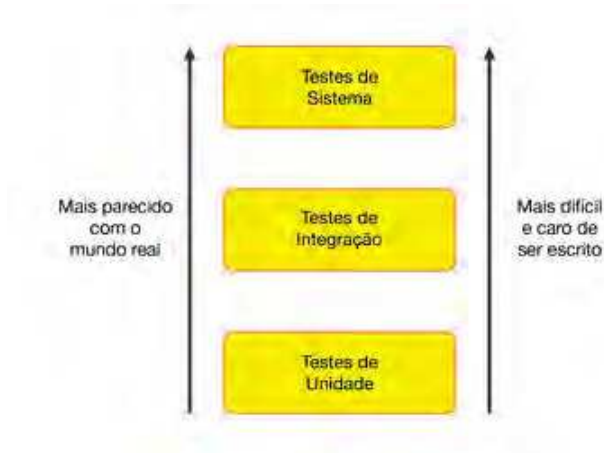 Testes de
Sistema
Mais parecido
com o
mundo real
Testes de
Integração
Mais difícil
e caro de
ser escrito
Testes de
Unidade